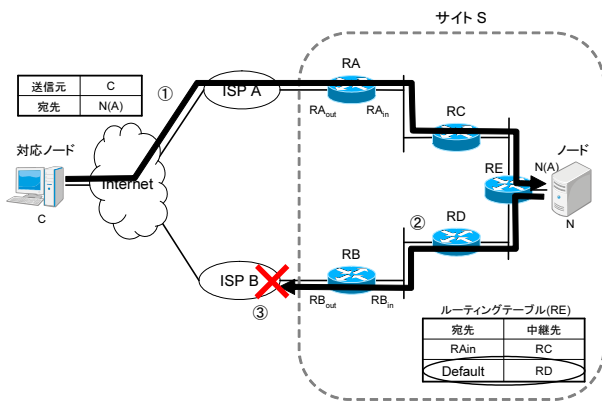 サイト S
送信元 C
宛先 N(A)
①
ISP A
RA
RAout
RAin
RC
対応ノード
Internet
C
ノード
N(A)
RE
N
②
RD
ISP B
③
RB
RBout
RBin
ルーティングテーブル(RE)
宛先 中継先
RAin RC
Default RD